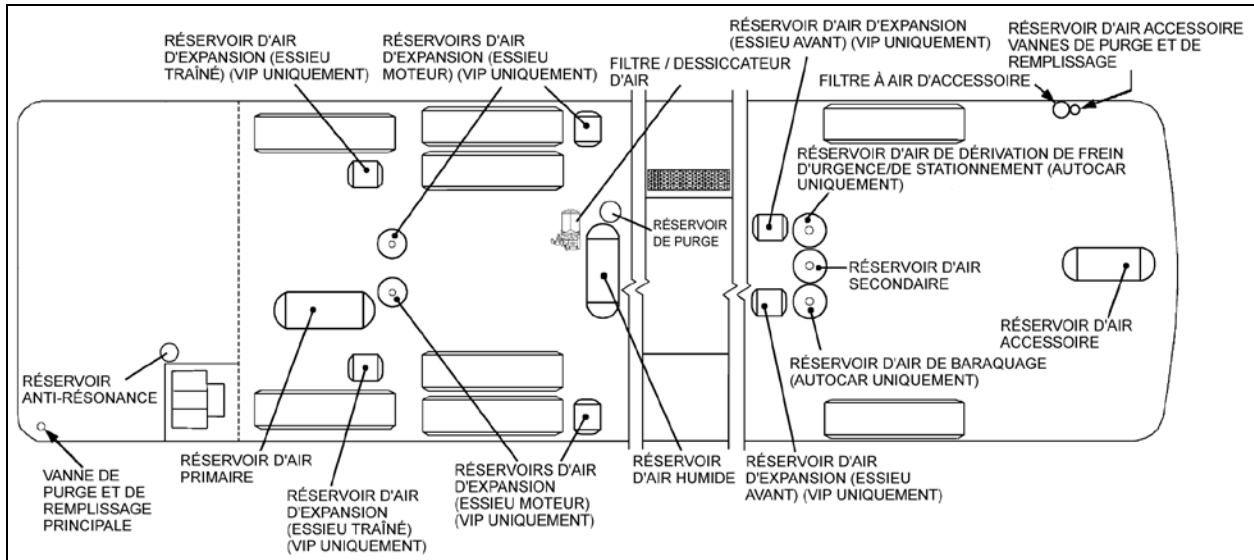 RÉSERVOIR D'AIR
D'EXPANSION (ESSIEU
TRAÎNÉ) (VIP UNIQUEMENT)
RÉSERVOIRS D'AIR
D'EXPANSION (ESSIEU
MOTEUR) (VIP UNIQUEMENT)
FILTRE / DESSICCATEUR
D'AIR
RÉSERVOIR D'AIR D'EXPANSION
(ESSIEU AVANT) (VIP UNIQUEMENT)
RÉSERVOIR D'AIR ACCESSOIRE
VANNES DE PURGE ET DE
REMPLISSAGE
FILTRE À AIR D'ACCESSOIRE
RÉSERVOIR D'AIR DE DÉRIVATION DE FREIN
D'URGENCE/DE STATIONNEMENT (AUTOCAR
UNIQUEMENT)
RÉSERVOIR
DE PURGE
RÉSERVOIR D'AIR
SECONDAIRE
RÉSERVOIR D'AIR
ACCESSOIRE
RÉSERVOIR D'AIR DE BARAQUAGE
(AUTOCAR UNIQUEMENT)
RÉSERVOIR
ANTI-RÉSONANCE
VANNE DE
PURGE ET DE
REMPLISSAGE
PRINCIPALE
RÉSERVOIR D'AIR
PRIMAIRE
RÉSERVOIR D'AIR
D'EXPANSION
(ESSIEU TRAÎNÉ)
(VIP UNIQUEMENT)
RÉSERVOIRS D'AIR
D'EXPANSION
(ESSIEU MOTEUR)
(VIP UNIQUEMENT)
RÉSERVOIR
D'AIR HUMIDE
RÉSERVOIR D'AIR
D'EXPANSION (ESSIEU
AVANT) (VIP UNIQUEMENT)